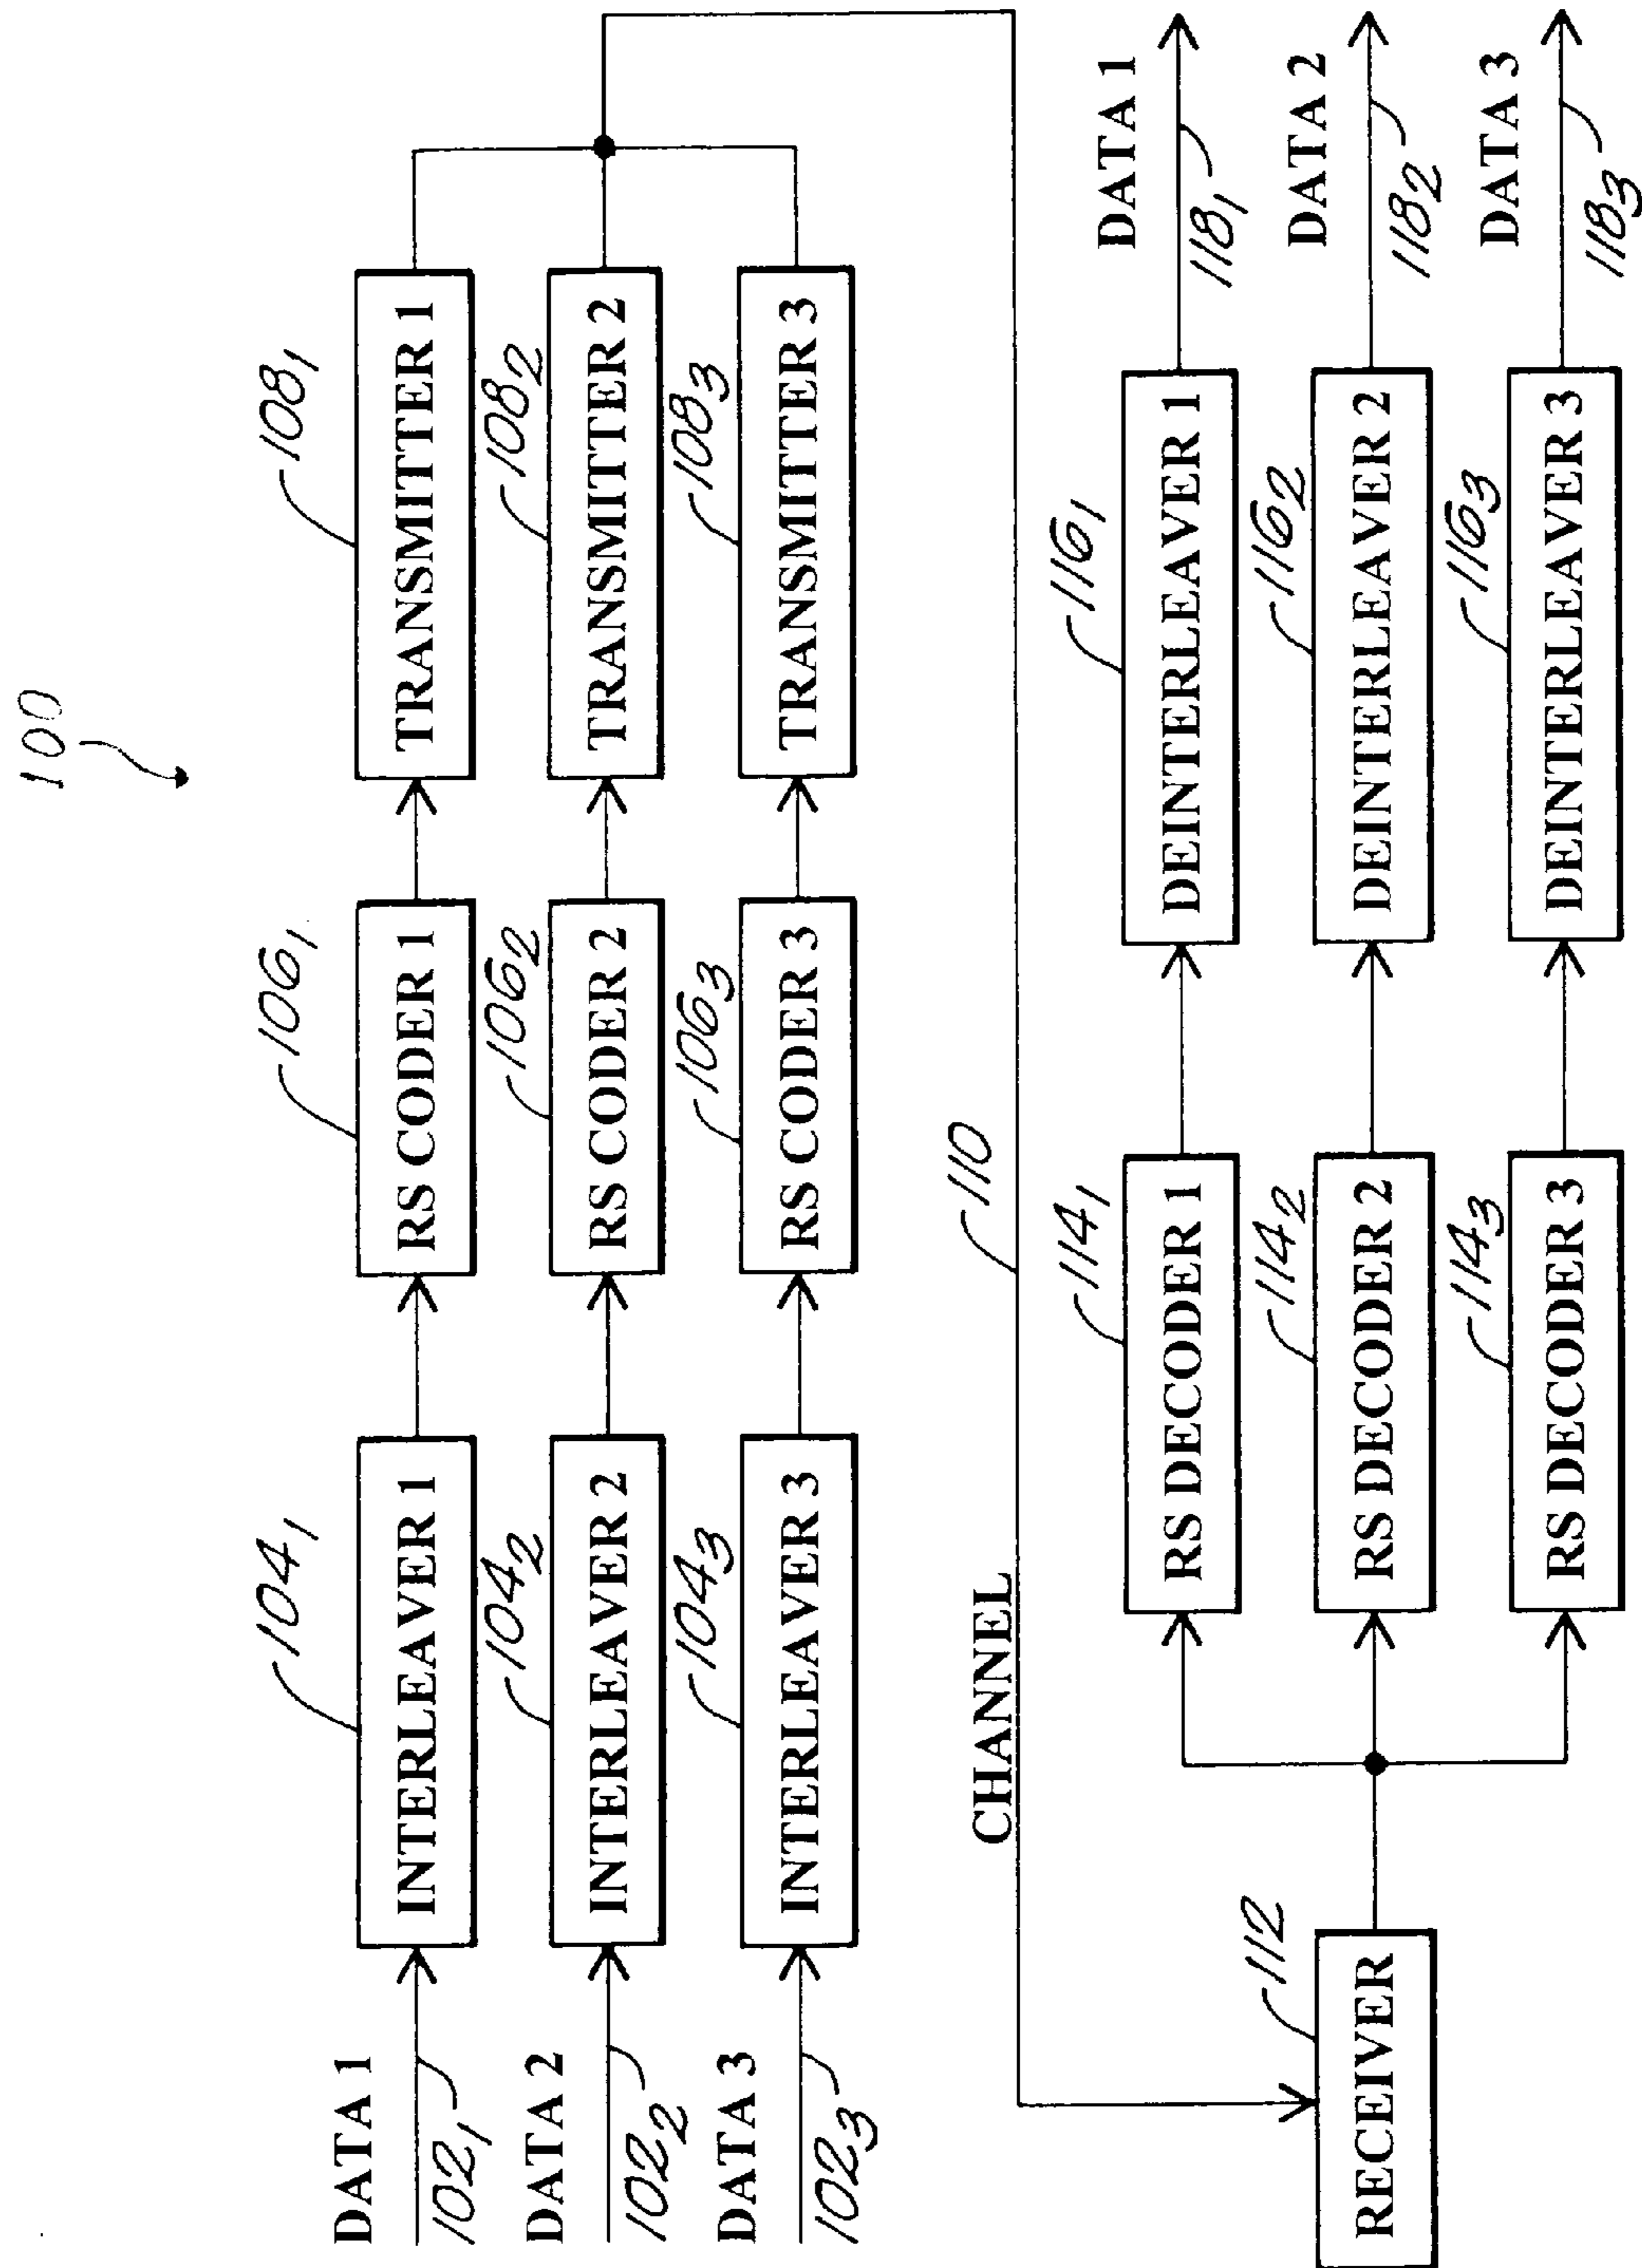 100
DATA 1
102₁
INTERLEAVER 1
104₁
RS CODER 1
106₁
TRANSMITTER 1
108₁
DATA 2
102₂
INTERLEAVER 2
104₂
RS CODER 2
106₂
TRANSMITTER 2
108₂
DATA 3
102₃
INTERLEAVER 3
104₃
RS CODER 3
106₃
TRANSMITTER 3
108₃
CHANNEL
110
RECEIVER
112
RS DECODER 1
114₁
DEINTERLEAVER 1
116₁
DATA 1
118₁
RS DECODER 2
114₂
DEINTERLEAVER 2
116₂
DATA 2
118₂
RS DECODER 3
114₃
DEINTERLEAVER 3
116₃
DATA 3
118₃